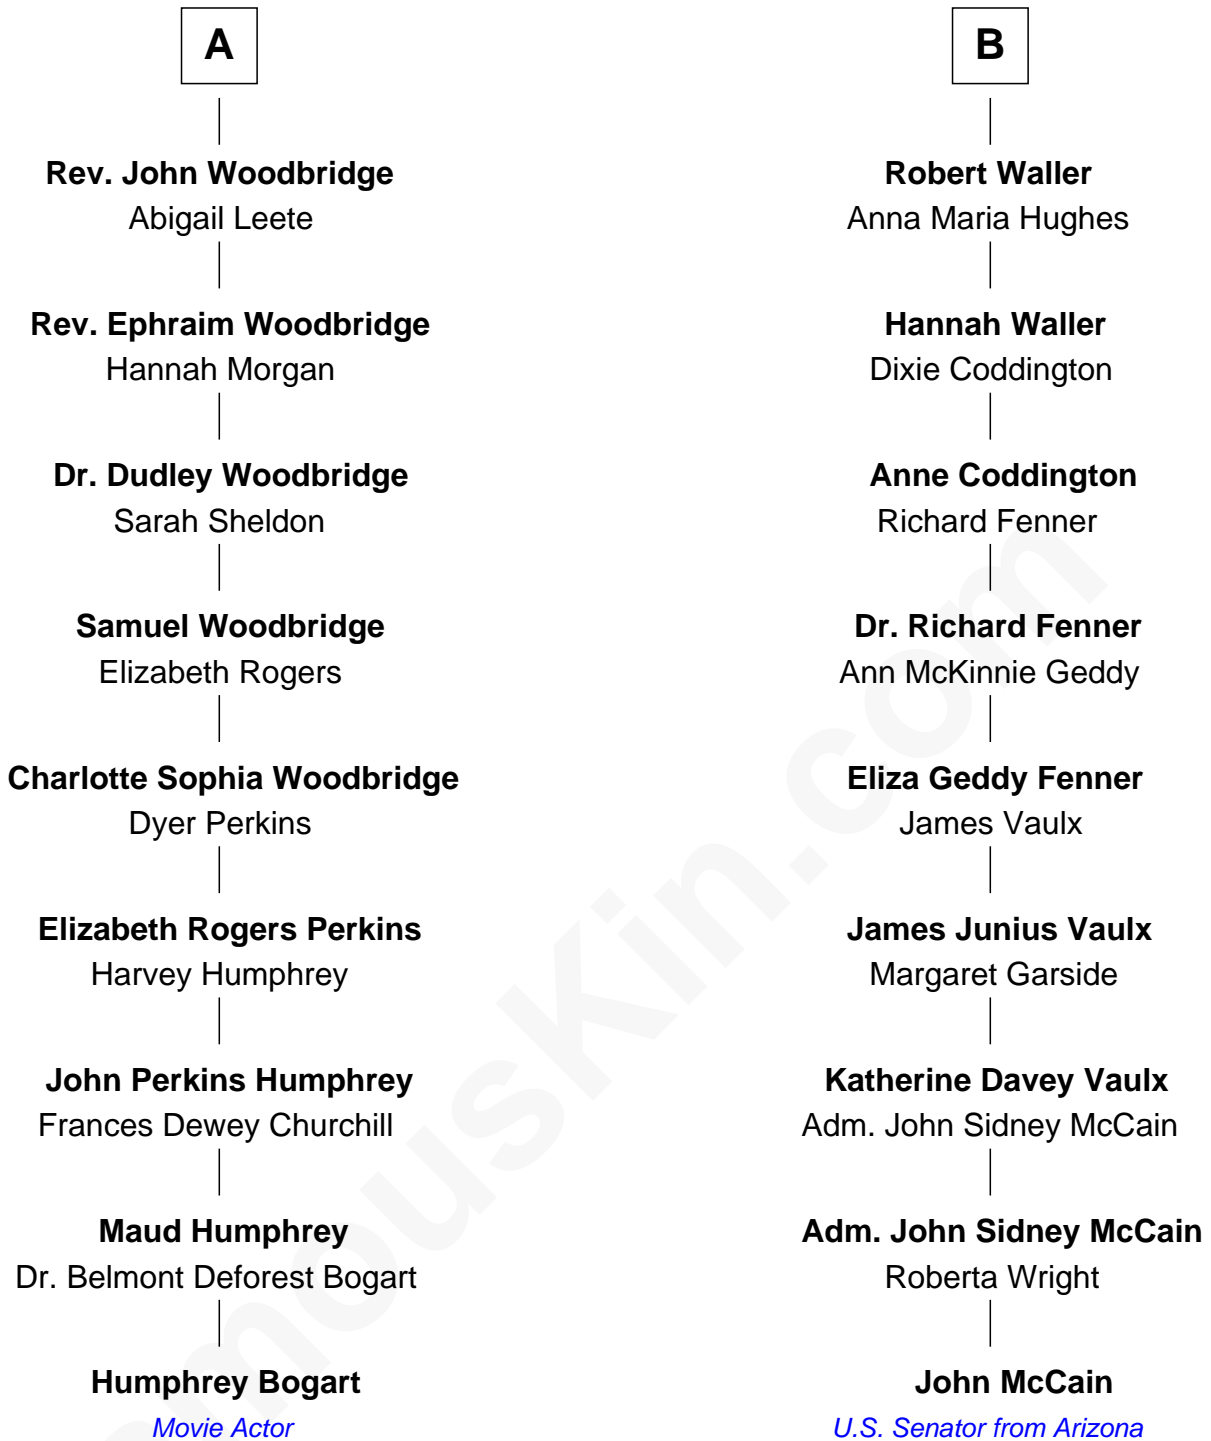 A
Rev. John Woodbridge
Abigail Leete
Rev. Ephraim Woodbridge
Hannah Morgan
Dr. Dudley Woodbridge
Sarah Sheldon
Samuel Woodbridge
Elizabeth Rogers
Charlotte Sophia Woodbridge
Dyer Perkins
Elizabeth Rogers Perkins
Harvey Humphrey
John Perkins Humphrey
Frances Dewey Churchill
Maud Humphrey
Dr. Belmont Deforest Bogart
Humphrey Bogart
Movie Actor
B
Robert Waller
Anna Maria Hughes
Hannah Waller
Dixie Coddington
Anne Coddington
Richard Fenner
Dr. Richard Fenner
Ann McKinnie Geddy
Eliza Geddy Fenner
James Vaulx
James Junius Vaulx
Margaret Garside
Katherine Davey Vaulx
Adm. John Sidney McCain
Adm. John Sidney McCain
Roberta Wright
John McCain
U.S. Senator from Arizona
mousKin.com